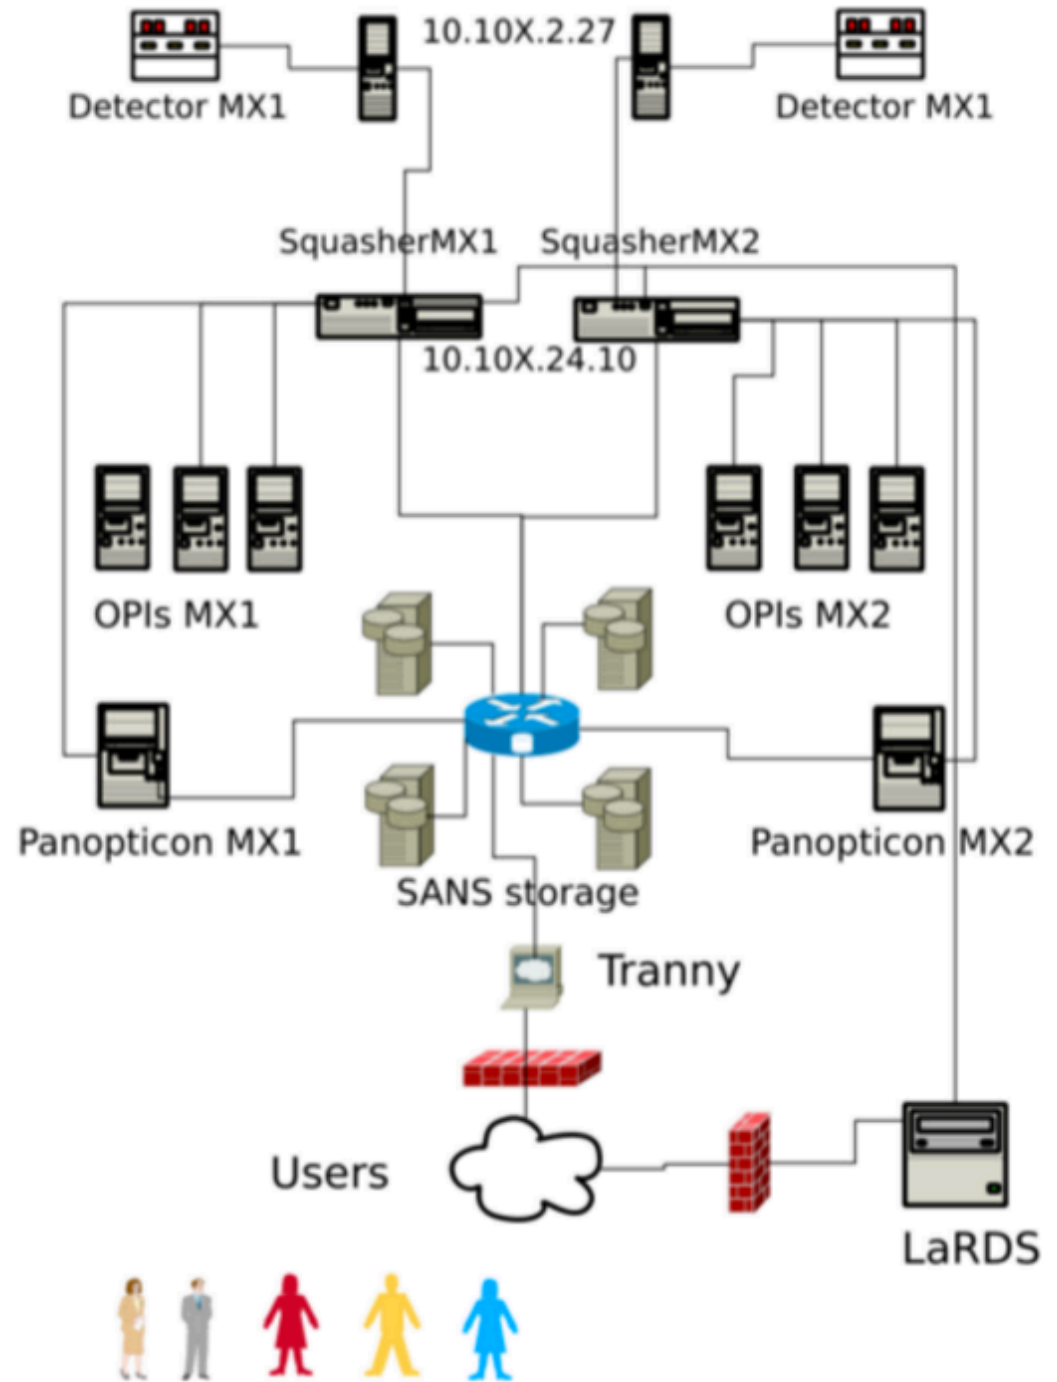 10.10X.2.27
Detector MX1
Detector MX1
SquasherMX1
SquasherMX2
10.10X.24.10
OPIs MX1
OPIs MX2
Panopticon MX1
Panopticon MX2
SANS storage
Tranny
Users
LaRDS